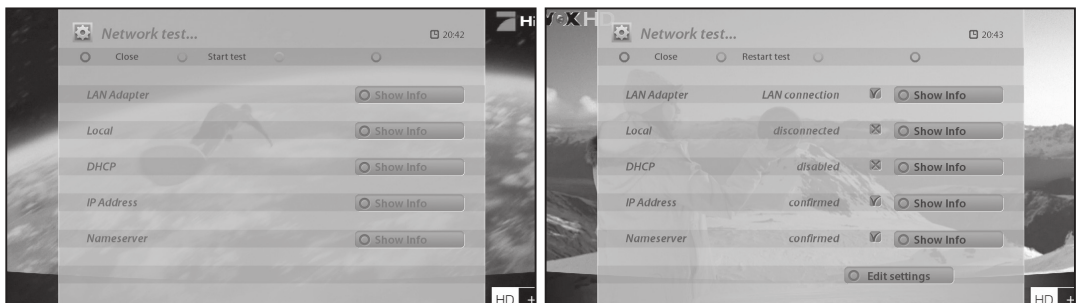 Network test...
20:42
Close Start test
LAN Adapter Show Info
Local Show Info
DHCP Show Info
IP Address Show Info
Nameserver Show Info
Hi
HD +
HD
Network test...
20:43
Close Restart test
LAN Adapter LAN connection Show Info
Local disconnected Show Info
DHCP disabled Show Info
IP Address confirmed Show Info
Nameserver confirmed Show Info
Edit settings
HD +